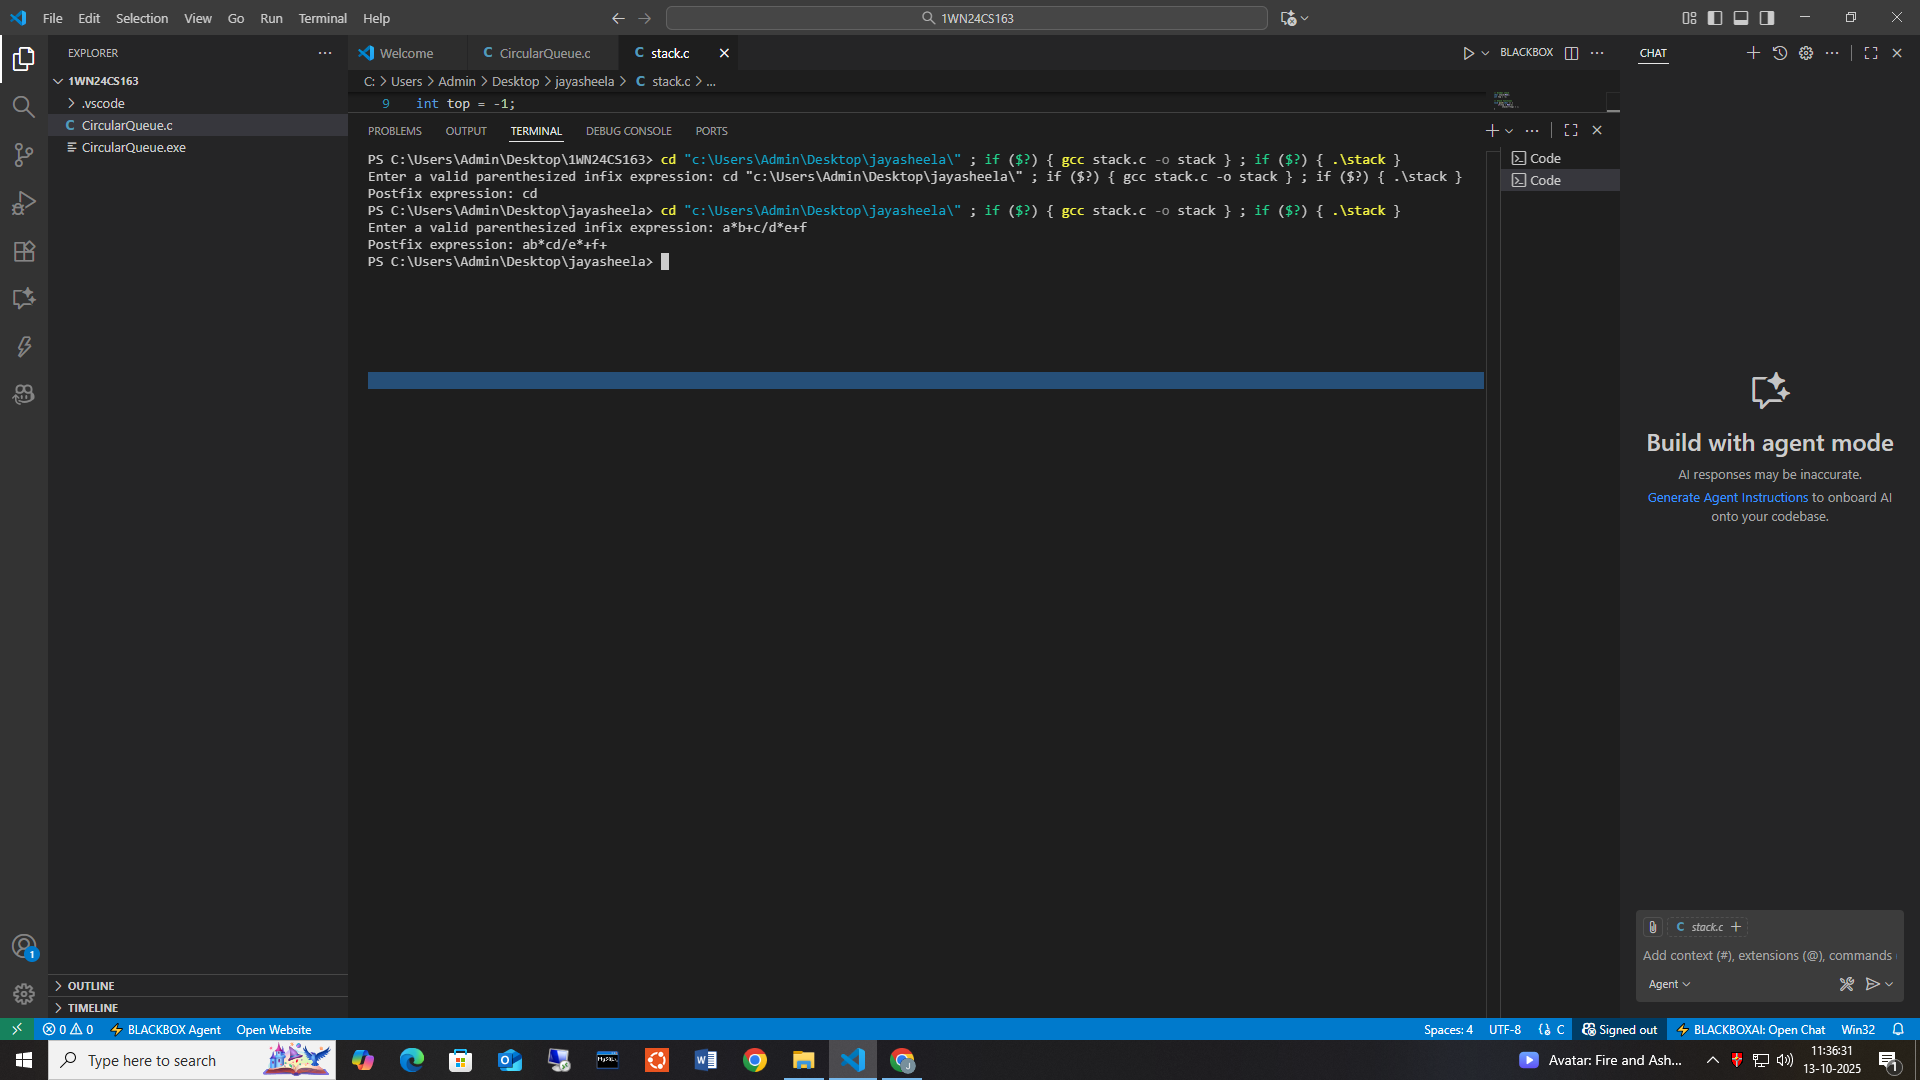 File Edit Selection View Go Run Terminal Help
1WN24CS163
EXPLORER
1WN24CS163
.vscode
C CircularQueue.c
CircularQueue.exe
OUTLINE
TIMELINE
Welcome
C CircularQueue.c
C stack.c
BLACKBOX
C: > Users > Admin > Desktop > jayasheela > C stack.c > ...
9 int top = -1;
PROBLEMS OUTPUT TERMINAL DEBUG CONSOLE PORTS
PS C:\Users\Admin\Desktop\1WN24CS163> cd "c:\Users\Admin\Desktop\jayasheela\" ; if ($?) { gcc stack.c -o stack } ; if ($?) { .\stack }
Enter a valid parenthesized infix expression: cd "c:\Users\Admin\Desktop\jayasheela\" ; if ($?) { gcc stack.c -o stack } ; if ($?) { .\stack }
Postfix expression: cd
PS C:\Users\Admin\Desktop\jayasheela> cd "c:\Users\Admin\Desktop\jayasheela\" ; if ($?) { gcc stack.c -o stack } ; if ($?) { .\stack }
Enter a valid parenthesized infix expression: a*b+c/d*e+f
Postfix expression: ab*cd/e*+f+
PS C:\Users\Admin\Desktop\jayasheela>
Code
Code
CHAT
Build with agent mode
AI responses may be inaccurate.
Generate Agent Instructions to onboard AI
onto your codebase.
C stack.c
Add context (#), extensions (@), commands
Agent
1
0 0 BLACKBOX Agent Open Website
Spaces: 4 UTF-8 {} C Signed out BLACKBOXAI: Open Chat Win32
Type here to search
MySQL
J
Avatar: Fire and Ash...
11:36:31
13-10-2025
1